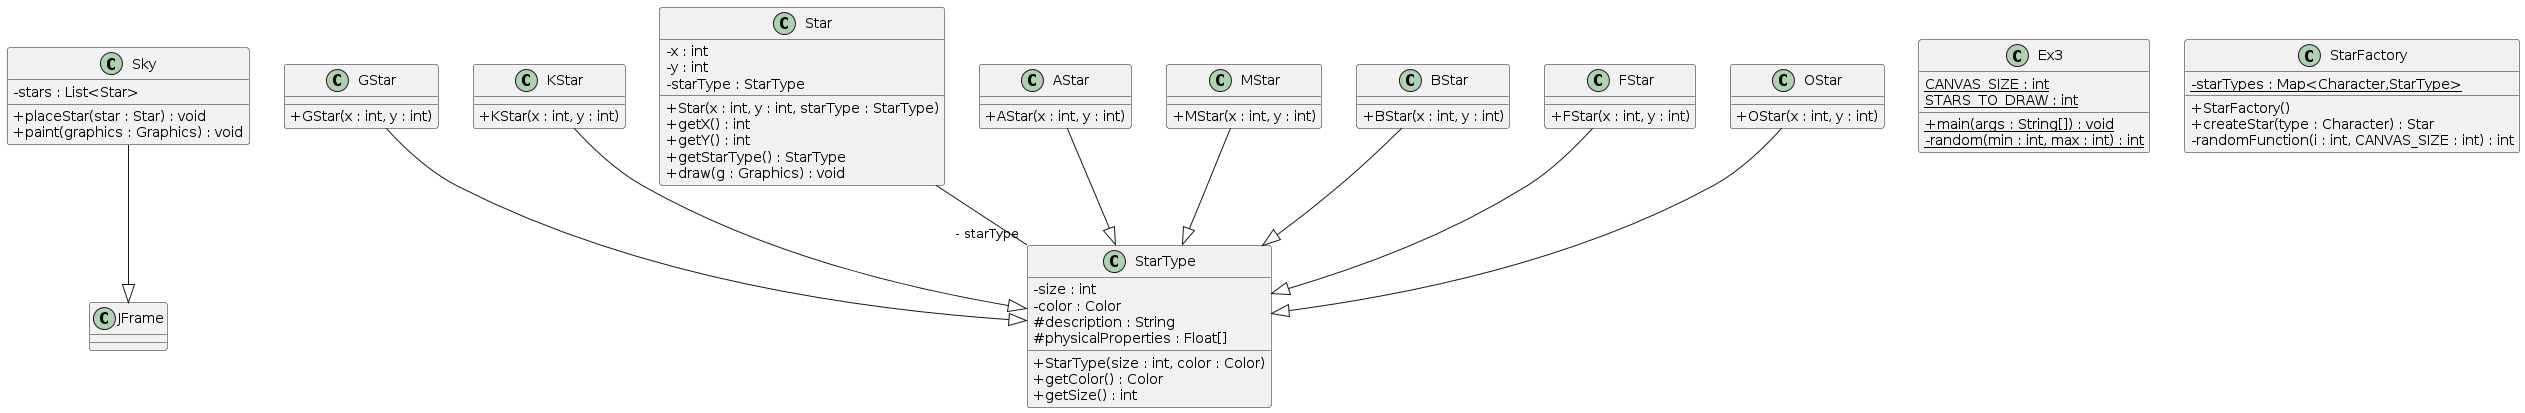 Sky
-stars : List<Star>
+placeStar(star : Star) : void
+paint(graphics : Graphics) : void
GStar
+GStar(x : int, y : int)
KStar
+KStar(x : int, y : int)
Star
-x : int
-y : int
-starType : StarType
+Star(x : int, y : int, starType : StarType)
+getX() : int
+getY() : int
+getStarType() : StarType
+draw(g : Graphics) : void
AStar
+AStar(x : int, y : int)
MStar
+MStar(x : int, y : int)
BStar
+BStar(x : int, y : int)
FStar
+FStar(x : int, y : int)
OStar
+OStar(x : int, y : int)
Ex3
CANVAS_SIZE : int
STARS_TO_DRAW : int
+main(args : String[]) : void
-random(min : int, max : int) : int
StarFactory
-starTypes : Map<Character,StarType>
+StarFactory()
+createStar(type : Character) : Star
-randomFunction(i : int, CANVAS_SIZE : int) : int
- starType
JFrame
StarType
-size : int
-color : Color
#description : String
#physicalProperties : Float[]
+StarType(size : int, color : Color)
+getColor() : Color
+getSize() : int